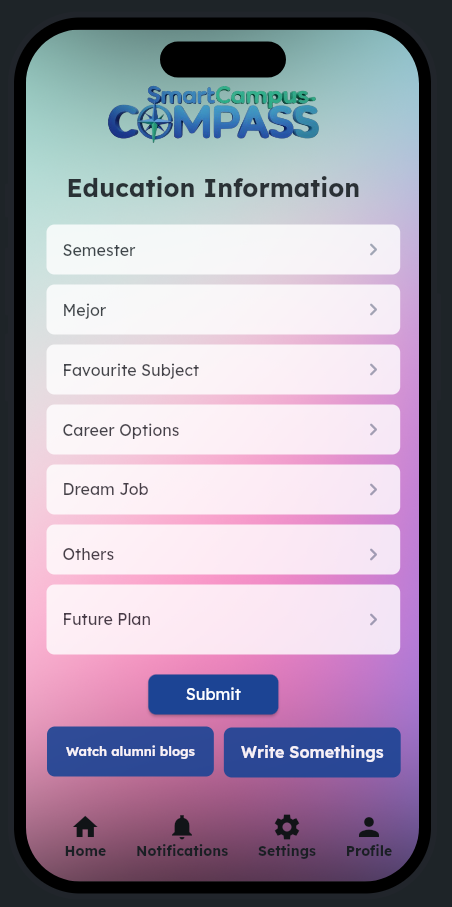 SmartCampus-
COMPASS
Education Information
Semester
Mejor
Favourite Subject
Career Options
Dream Job
Others
Future Plan
Submit
Watch alumni blogs
Write Somethings
Home Notifications Settings Profile